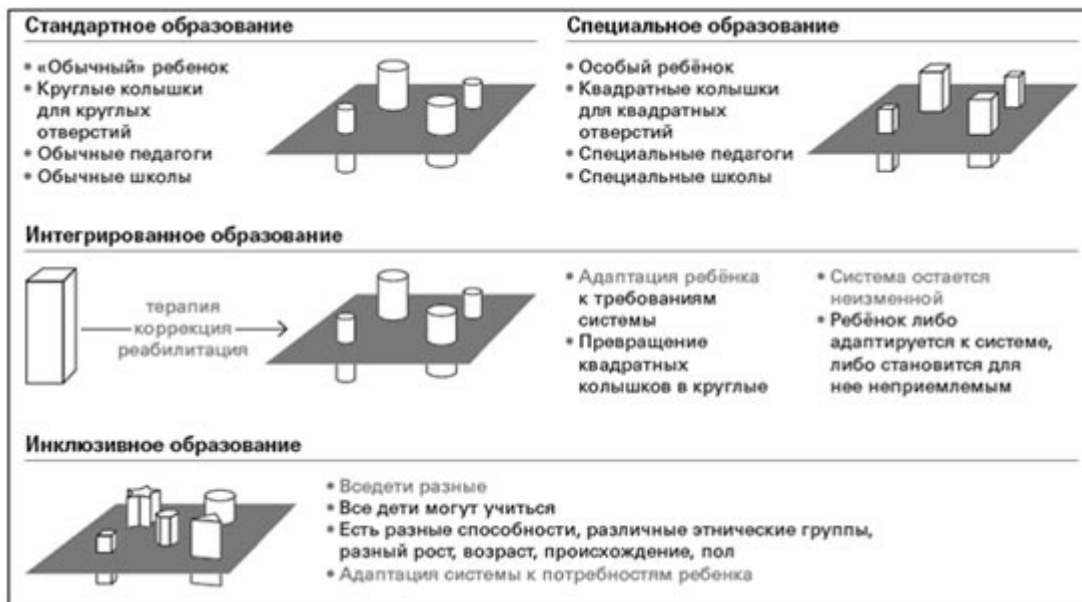 Стандартное образование
• «Обычный» ребенок
• Круглые колышки
для круглых
отверстий
• Обычные педагоги
• Обычные школы
Специальное образование
• Особый ребёнок
• Квадратные колышки
для квадратных
отверстий
• Специальные педагоги
• Специальные школы
Интегрированное образование
терапия
коррекция
реабилитация
• Адаптация ребёнка
к требованиям
системы
• Превращение
квадратных
колышков в круглые
• Система остается
неизменной
• Ребёнок либо
адаптируется к системе,
либо становится для
нее неприемлемым
Инклюзивное образование
• Вседети разные
• Все дети могут учиться
• Есть разные способности, различные этнические группы,
разный рост, возраст, происхождение, пол
• Адаптация системы к потребностям ребенка